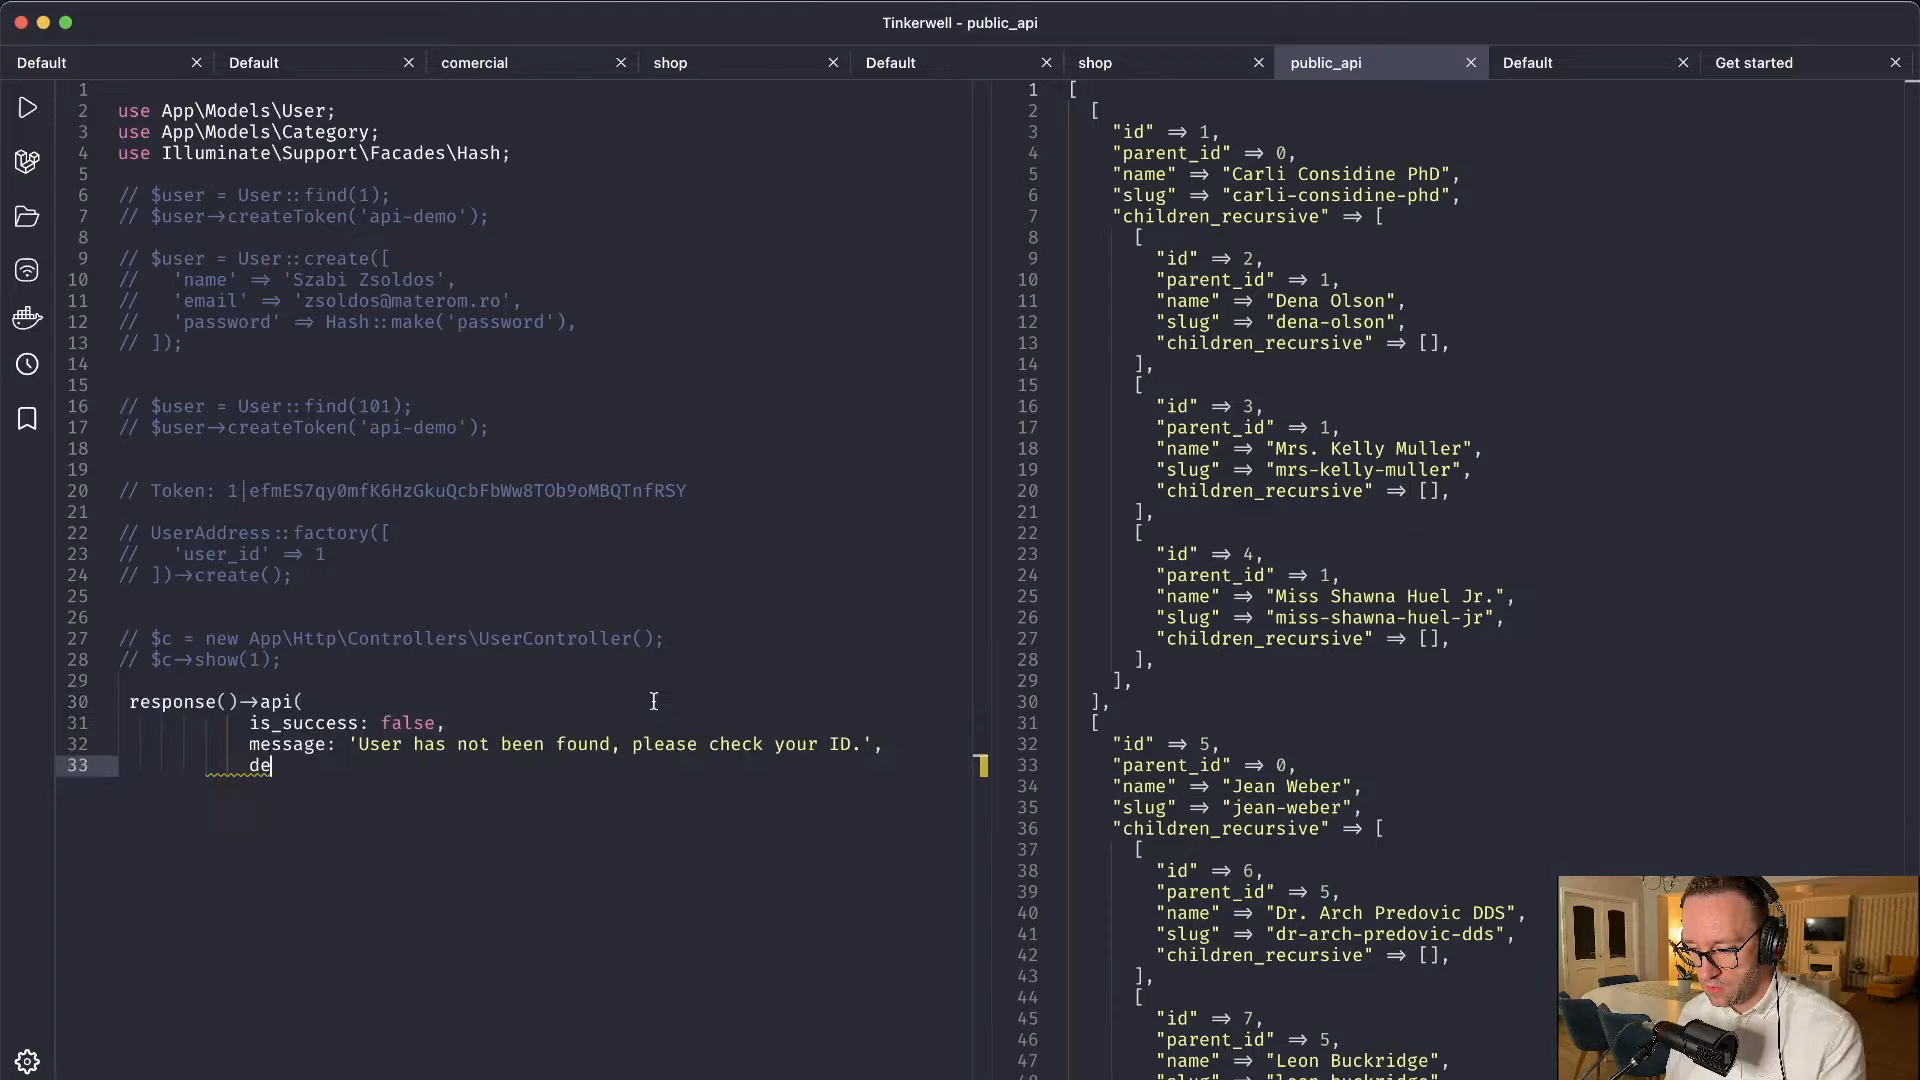 Tinkerwell - public_api
Default
Default
comercial
shop
Default
shop
public_api
Default
Get started
1
2 use App\Models\User;
3 use App\Models\Category;
4 use Illuminate\Support\Facades\Hash;
5
6 // $user = User::find(1);
7 // $user->createToken('api-demo');
8
9 // $user = User::create([
10 //   'name' => 'Szabi Zsoldos',
11 //   'email' => 'zsoldos@materom.ro',
12 //   'password' => Hash::make('password'),
13 // ]);
14
15
16 // $user = User::find(101);
17 // $user->createToken('api-demo');
18
19
20 // Token: 1|efmES7qy0mfK6HzGkuQcbFbWw8TOb9oMBQTnfRSY
21
22 // UserAddress::factory([
23 //   'user_id' => 1
24 // ])->create();
25
26
27 // $c = new App\Http\Controllers\UserController();
28 // $c->show(1);
29
30 response()->api(
31 is_success: false,
32 message: 'User has not been found, please check your ID.',
33 de
1 [
2 [
3 "id" => 1,
4 "parent_id" => 0,
5 "name" => "Carli Considine PhD",
6 "slug" => "carli-considine-phd",
7 "children_recursive" => [
8 [
9 "id" => 2,
10 "parent_id" => 1,
11 "name" => "Dena Olson",
12 "slug" => "dena-olson",
13 "children_recursive" => [],
14 ],
15 [
16 "id" => 3,
17 "parent_id" => 1,
18 "name" => "Mrs. Kelly Muller",
19 "slug" => "mrs-kelly-muller",
20 "children_recursive" => [],
21 ],
22 [
23 "id" => 4,
24 "parent_id" => 1,
25 "name" => "Miss Shawna Huel Jr.",
26 "slug" => "miss-shawna-huel-jr",
27 "children_recursive" => [],
28 ],
29 ],
30 ],
31 [
32 "id" => 5,
33 "parent_id" => 0,
34 "name" => "Jean Weber",
35 "slug" => "jean-weber",
36 "children_recursive" => [
37 [
38 "id" => 6,
39 "parent_id" => 5,
40 "name" => "Dr. Arch Predovic DDS",
41 "slug" => "dr-arch-predovic-dds",
42 "children_recursive" => [],
43 ],
44 [
45 "id" => 7,
46 "parent_id" => 5,
47 "name" => "Leon Buckridge",